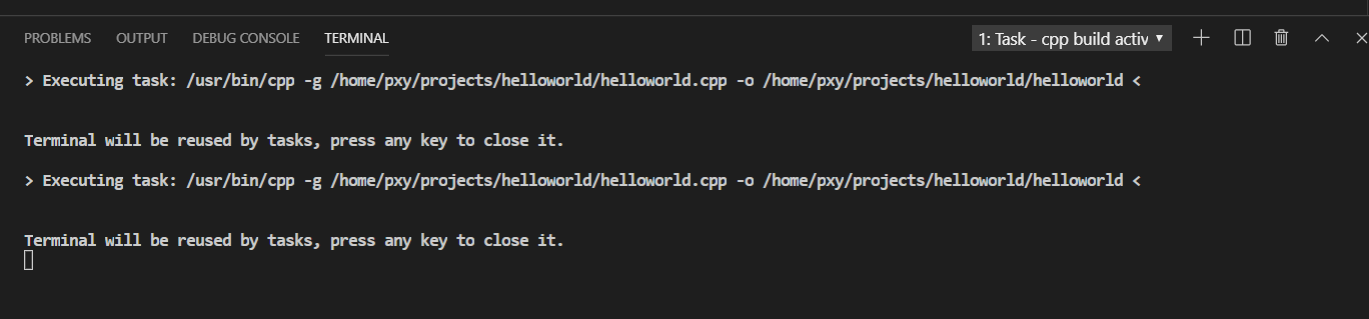 PROBLEMS OUTPUT DEBUG CONSOLE TERMINAL 1: Task - cpp build activ
> Executing task: /usr/bin/cpp -g /home/pxy/projects/helloworld/helloworld.cpp -o /home/pxy/projects/helloworld/helloworld <
Terminal will be reused by tasks, press any key to close it.
> Executing task: /usr/bin/cpp -g /home/pxy/projects/helloworld/helloworld.cpp -o /home/pxy/projects/helloworld/helloworld <
Terminal will be reused by tasks, press any key to close it.